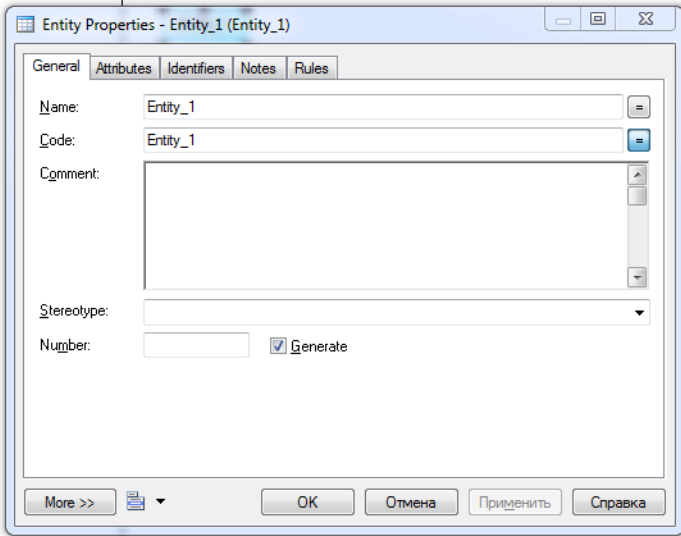 Entity Properties - Entity_1 (Entity_1)
General Attributes Identifiers Notes Rules
Name: Entity_1 =
Code: Entity_1 =
Comment:
Stereotype:
Number: Generate
More >> OK Отмена Применить Справка